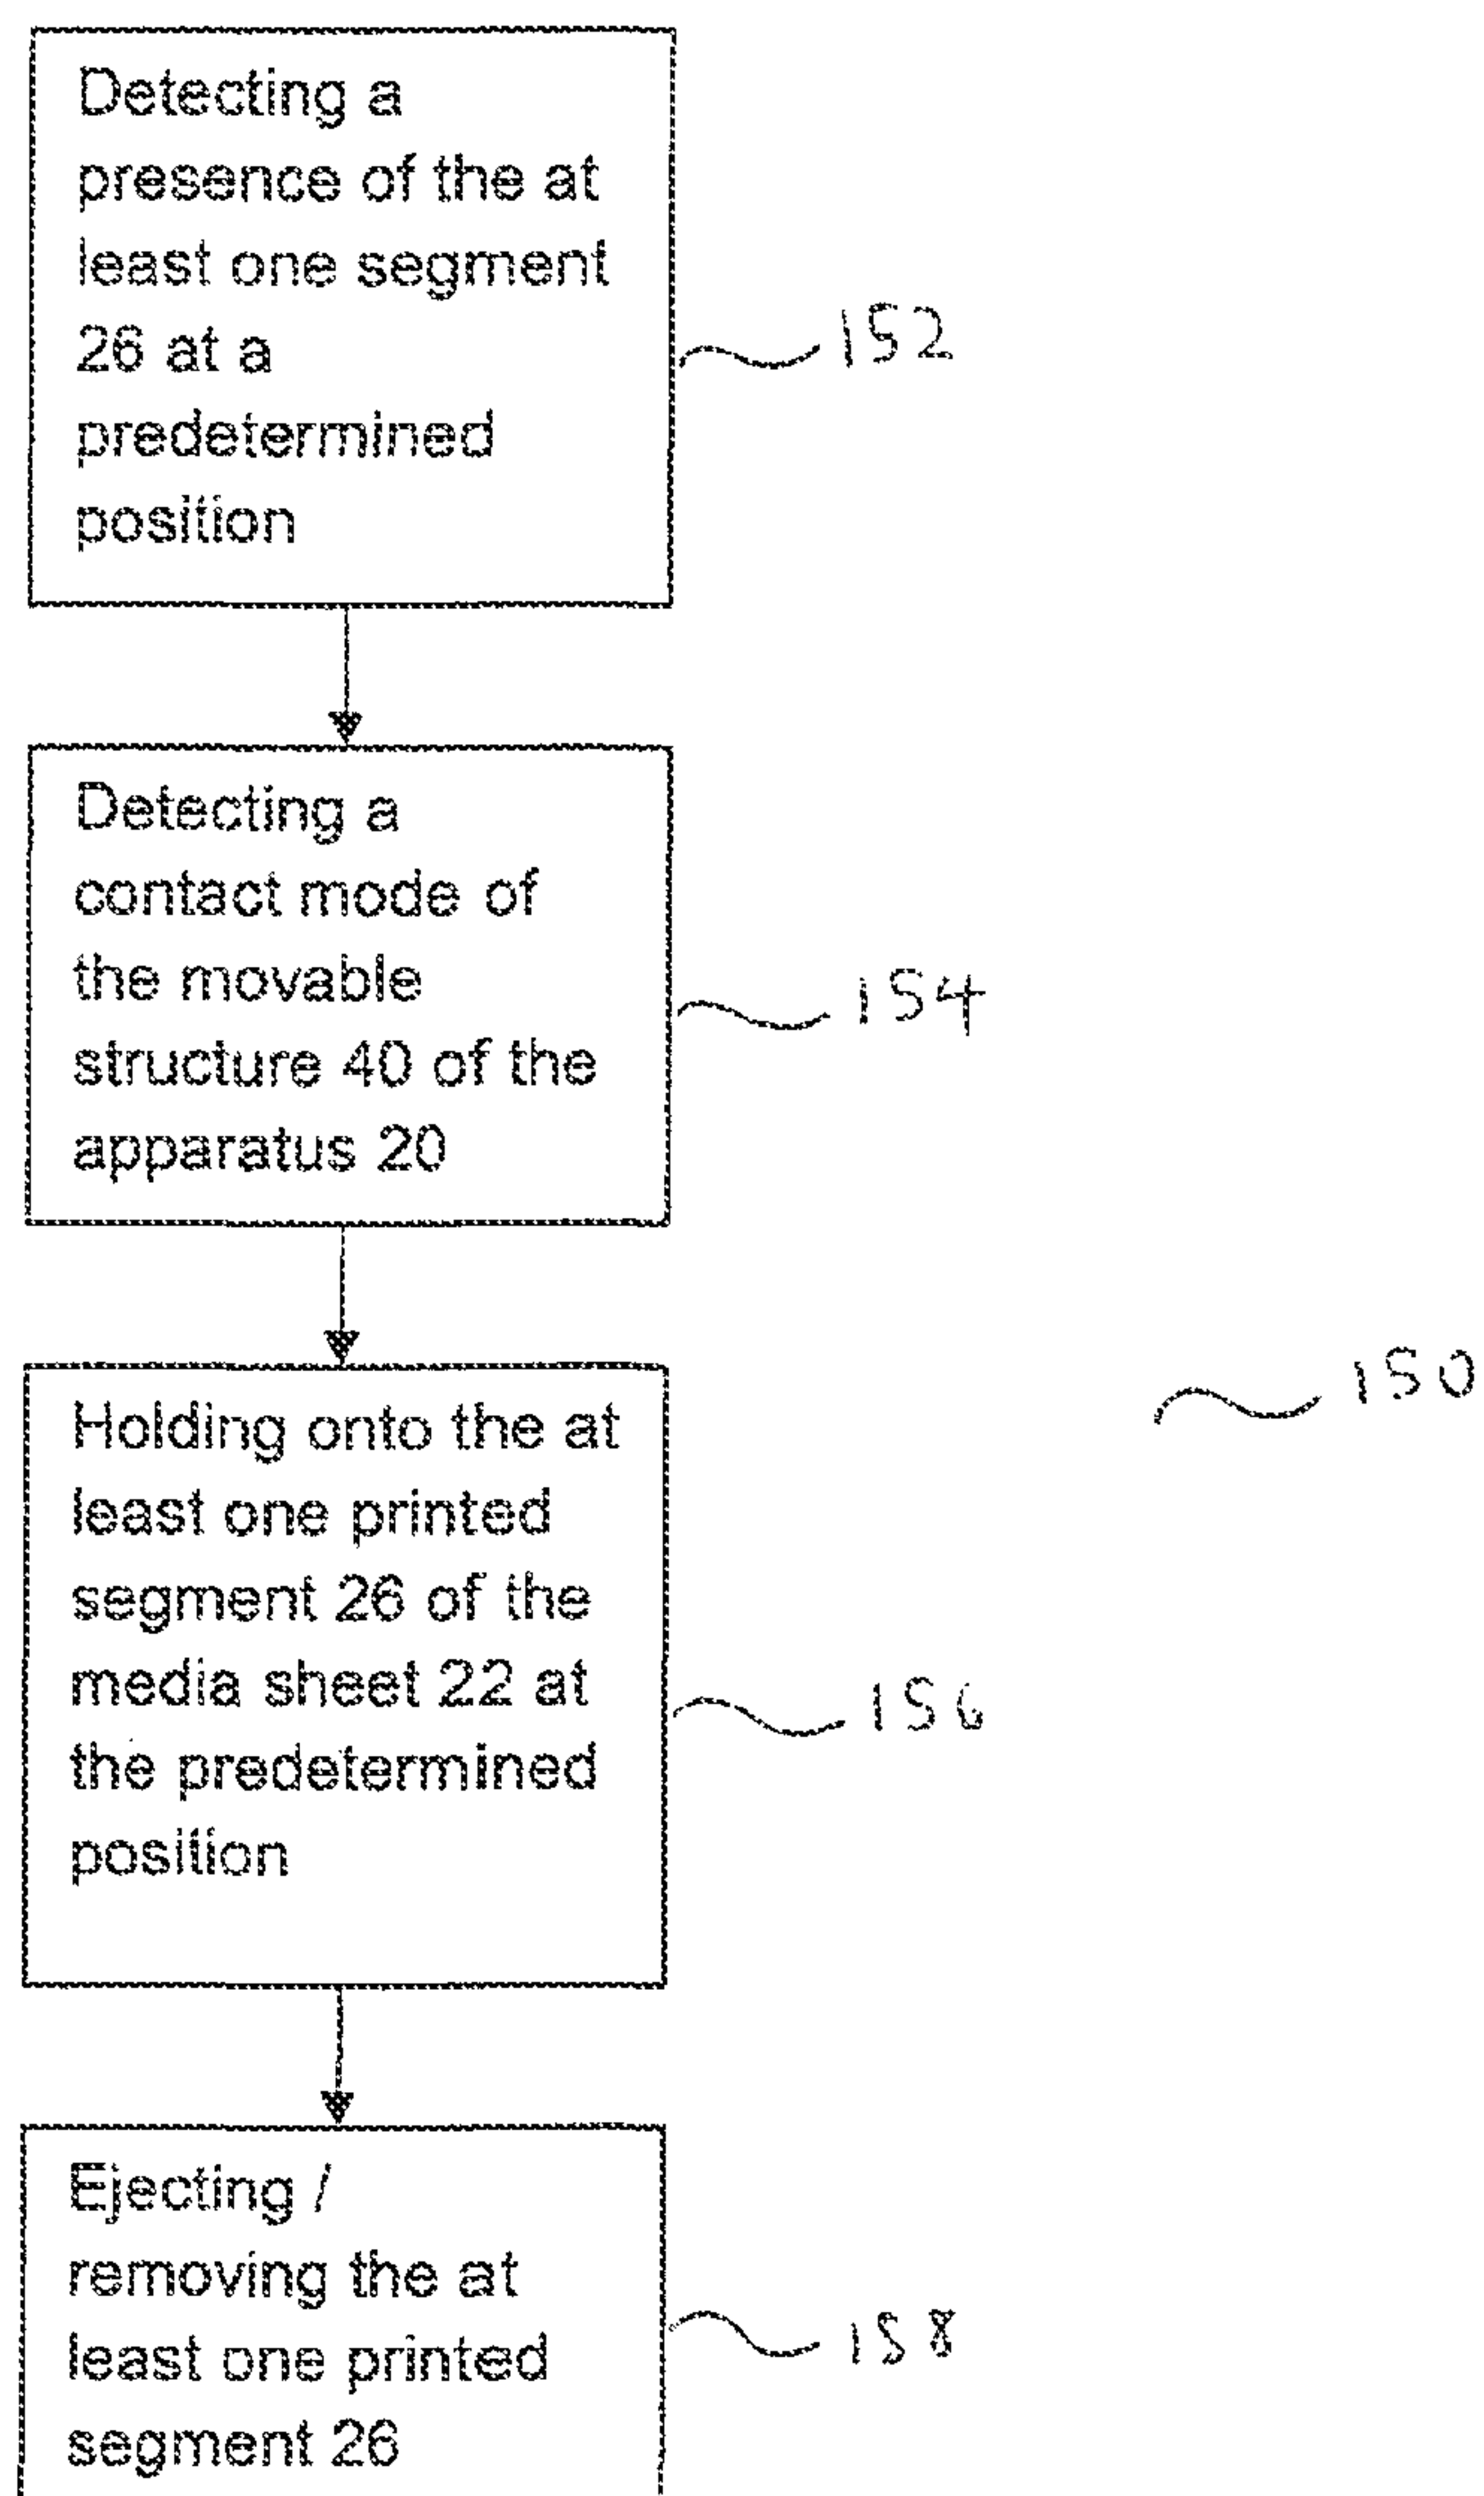 Detecting a
presence of the at
least one segment
26 at a
predetermined
position
152
Detecting a
contact mode of
the movable
structure 40 of the
apparatus 20
154
Holding onto the at
least one printed
segment 26 of the
media sheet 22 at
the predetermined
position
156
150
Ejecting /
removing the at
least one printed
segment 26
158